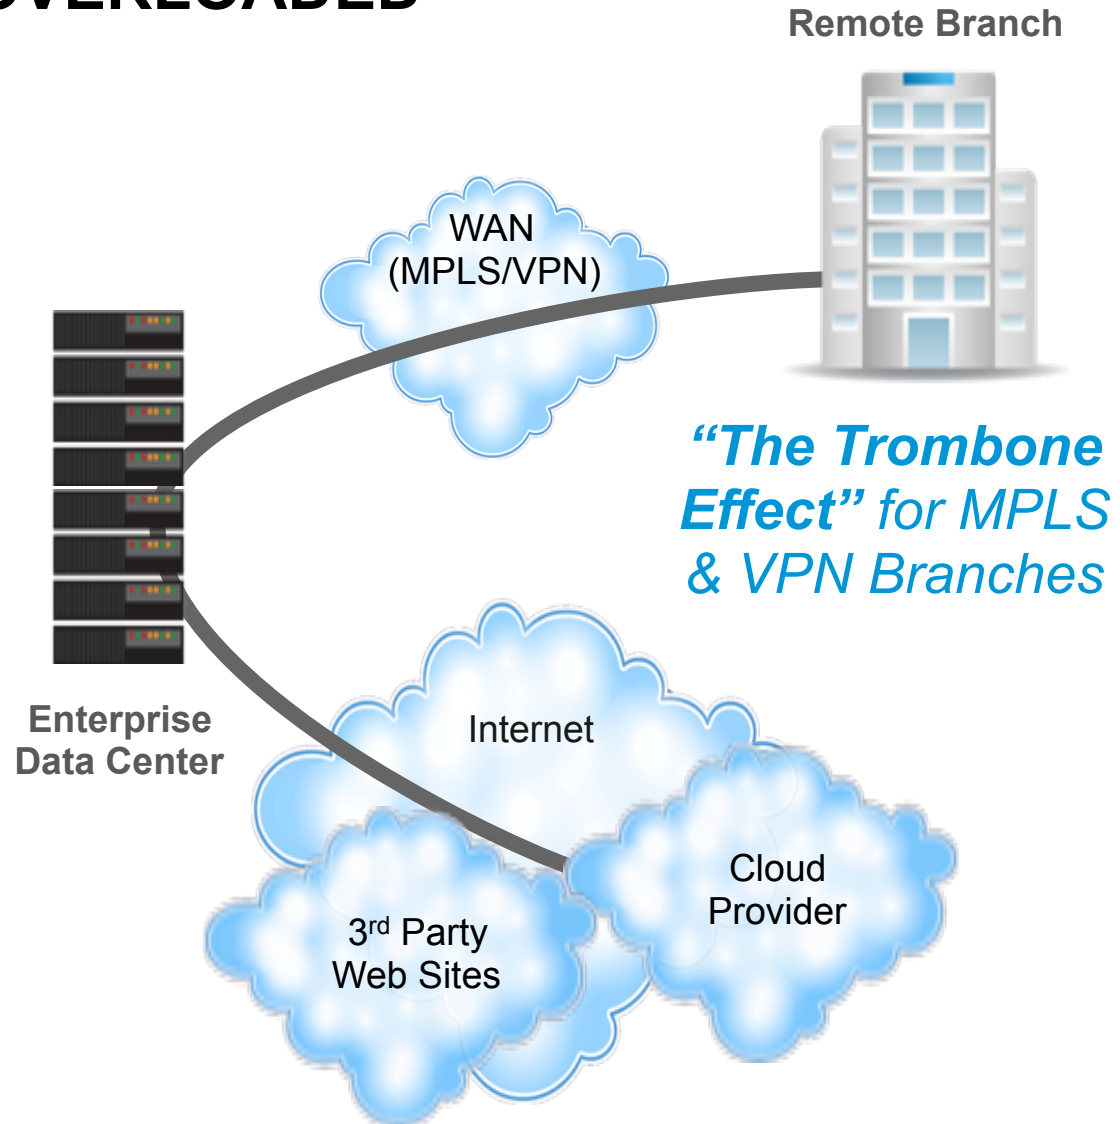 OVERLOADED
Remote Branch
WAN
(MPLS/VPN)
“The Trombone
Effect” for MPLS
& VPN Branches
Enterprise
Data Center
Internet
Cloud
Provider
3rd Party
Web Sites